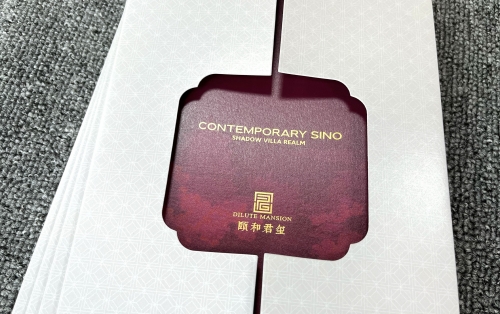 CONTEMPORARY SINO
SHADOW VILLA REALM
DILUTE MANSION
颐和君玺